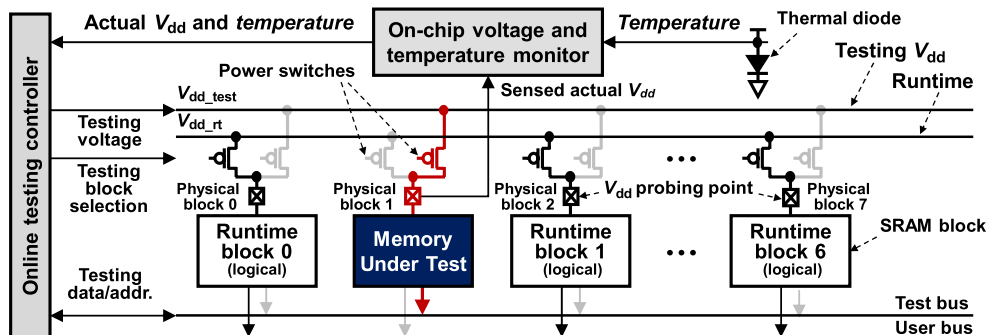 Online testing controller
Actual Vdd and temperature
On-chip voltage and
temperature monitor
Temperature
Thermal diode
Testing Vdd
Runtime
Power switches
Sensed actual Vdd
Vdd_test
Testing
voltage
Vdd_rt
Testing
block
selection
Physical
block 0
Physical
block 1
Physical
block 2
Vdd probing point
Physical
block 7
Runtime
block 0
(logical)
Memory
Under Test
Runtime
block 1
(logical)
Runtime
block 6
(logical)
SRAM block
Testing
data/addr.
Test bus
User bus